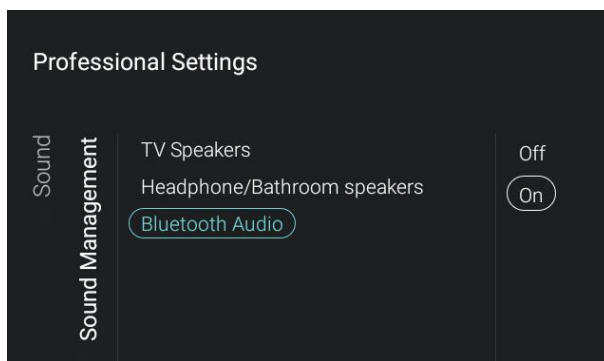 Professional Settings
Sound
Sound Management
TV Speakers
Headphone/Bathroom speakers
Bluetooth Audio
Off
On